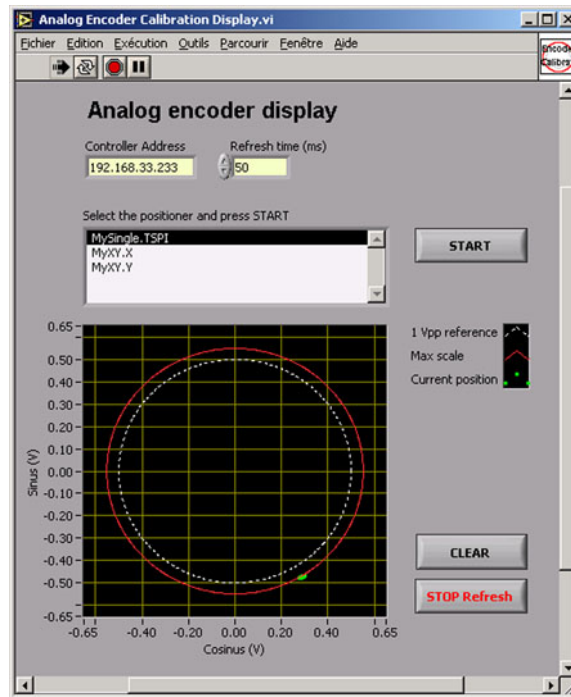 Analog Encoder Calibration Display.vi
Fichier Edition Exécution Outils Parcourir Fenêtre Aide
Encode
Calibra
Analog encoder display
Controller Address Refresh time (ms)
192.168.33.233 50
Select the positioner and press START
MySingle.TSPI
MyXY.X
MyXY.Y
START
0.65
0.50
0.40
0.30
0.20
0.10
0.00
-0.10
-0.20
-0.30
-0.40
-0.50
-0.65
Sinus (V)
-0.65 -0.40 -0.20 0.00 0.20 0.40 0.65
Cosinus (V)
1 Vpp reference
Max scale
Current position
CLEAR
STOP Refresh